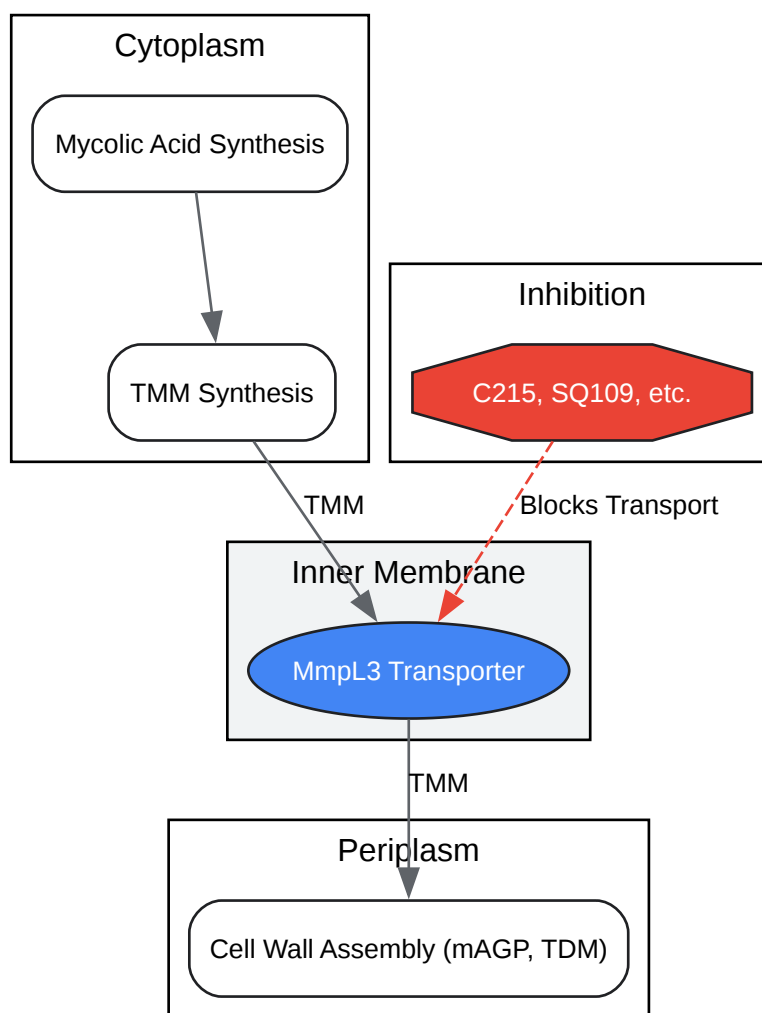 Cytoplasm
Mycolic Acid Synthesis
Inhibition
TMM Synthesis
C215, SQ109, etc.
TMM
Blocks Transport
Inner Membrane
MmpL3 Transporter
TMM
Periplasm
Cell Wall Assembly (mAGP, TDM)